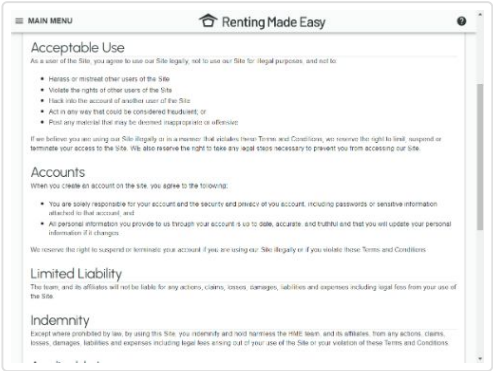 MAIN MENU
Renting Made Easy
?
Acceptable Use
As a user of the Site, you agree to use our Site legally, not to use our Site for illegal purposes, and not to:
Harass or mistreat other users of the Site
Violate the rights of other users of the Site
Hack into the account of another user of the Site
Act in any way that could be considered fraudulent; or
Post any material that may be deemed inappropriate or offensive
If we believe you are using our Site illegally or in a manner that violates these Terms and Conditions, we reserve the right to limit, suspend or
terminate your access to the Site. We also reserve the right to take any legal steps necessary to prevent you from accessing our Site.
Accounts
When you create an account on the site, you agree to the following:
You are solely responsible for your account and the security and privacy of you account, including passwords or sensitive information
attached to that account; and
All personal information you provide to us through your account is up to date, accurate, and truthful and that you will update your personal
information if it changes.
We reserve the right to suspend or terminate your account if you are using our Site illegally or if you violate these Terms and Conditions
Limited Liability
The team, and its affiliates will not be liable for any actions, claims, losses, damages, liabilities and expenses including legal fees from your use of
the Site.
Indemnity
Except where prohibited by law, by using this Site, you indemnify and hold harmless the RME team, and its affiliates, from any actions, claims,
losses, damages, liabilities and expenses including legal fees arising out of your use of the Site or your violation of these Terms and Conditions.